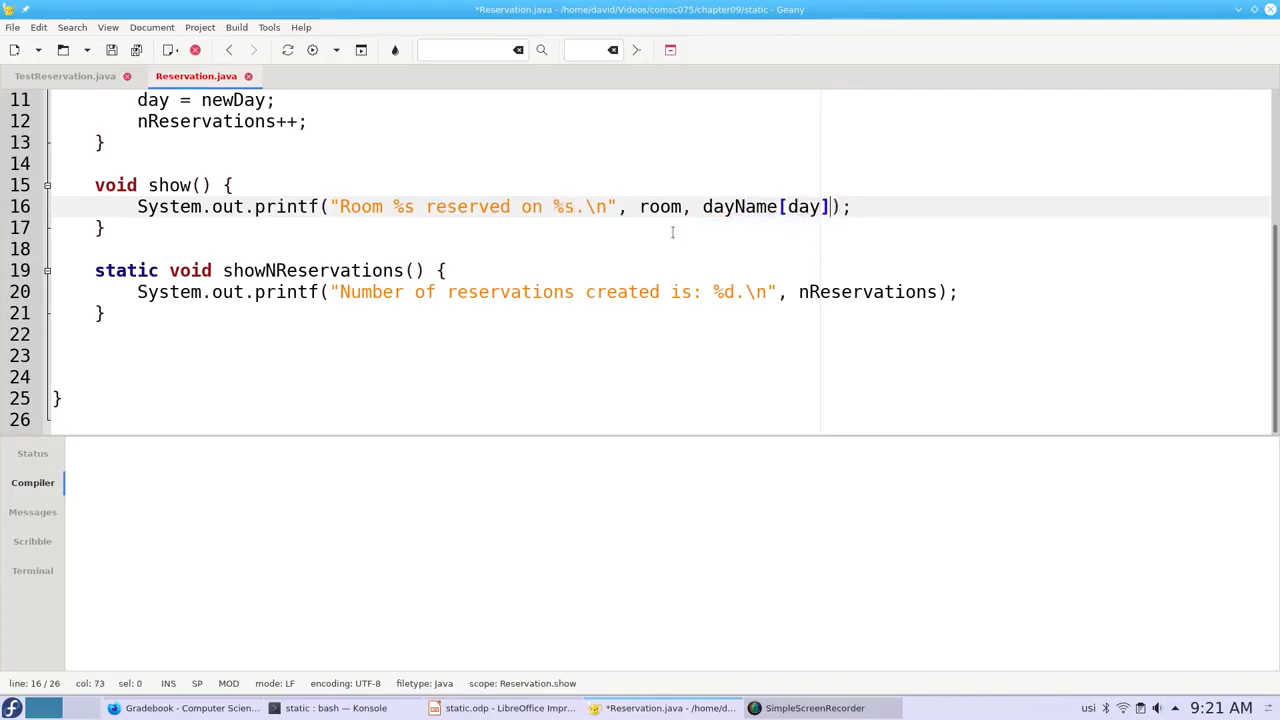 *Reservation.java - /home/david/Videos/comsc075/chapter09/static - Geany
File Edit Search View Document Project Build Tools Help
TestReservation.java Reservation.java
11 day = newDay;
12 nReservations++;
13 }
14
15 void show() {
16 System.out.printf("Room %s reserved on %s.\n", room, dayName[day]);
17 }
18
19 static void showNReservations() {
20 System.out.printf("Number of reservations created is: %d.\n", nReservations);
21 }
22
23
24
25 }
26
Status
Compiler
Messages
Scribble
Terminal
line: 16 / 26 col: 73 sel: 0 INS SP MOD mode: LF encoding: UTF-8 filetype: Java scope: Reservation.show
Gradebook - Computer Scien... static : bash — Konsole static.odp - LibreOffice Impr... *Reservation.java - /home/d... SimpleScreenRecorder usi 9:21 AM